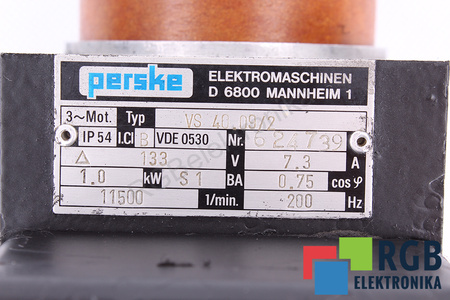 perske
ELEKTROMASCHINEN
D 6800 MANNHEIM 1
3~Mot. Typ VS 40.09/2
IP 54 I.Cl B VDE 0530 Nr. 624739
△ 133 V 7.3 A
1.0 kW S1 BA 0.75 cos φ
11500 1/min. 200 Hz
RGB
ELEKTRONIKA